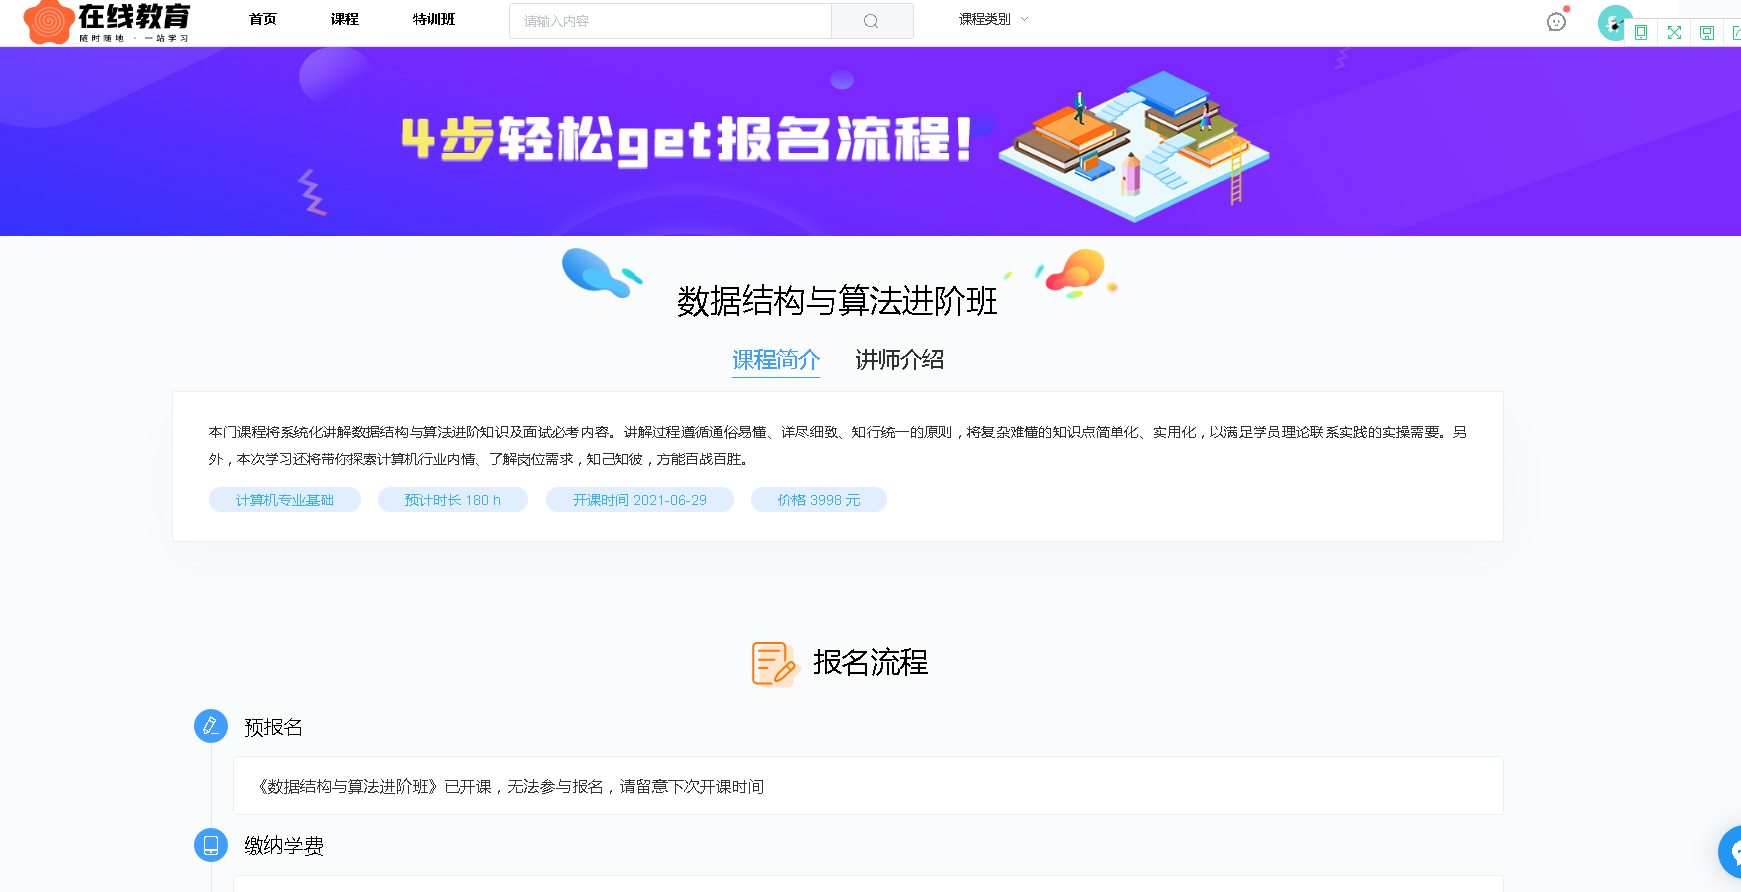 在线教育
随时随地 · 一站学习
首页
课程
特训班
请输入内容
课程类别
4步轻松get报名流程!
数据结构与算法进阶班
课程简介
讲师介绍
本门课程将系统化讲解数据结构与算法进阶知识及面试必考内容。讲解过程遵循通俗易懂、详尽细致、知行统一的原则，将复杂难懂的知识点简单化、实用化，以满足学员理论联系实践的实操需要。另
外，本次学习还将带你探索计算机行业内情、了解岗位需求，知己知彼，方能百战百胜。
计算机专业基础
预计时长 180 h
开课时间 2021-06-29
价格 3998 元
报名流程
预报名
《数据结构与算法进阶班》已开课，无法参与报名，请留意下次开课时间
缴纳学费